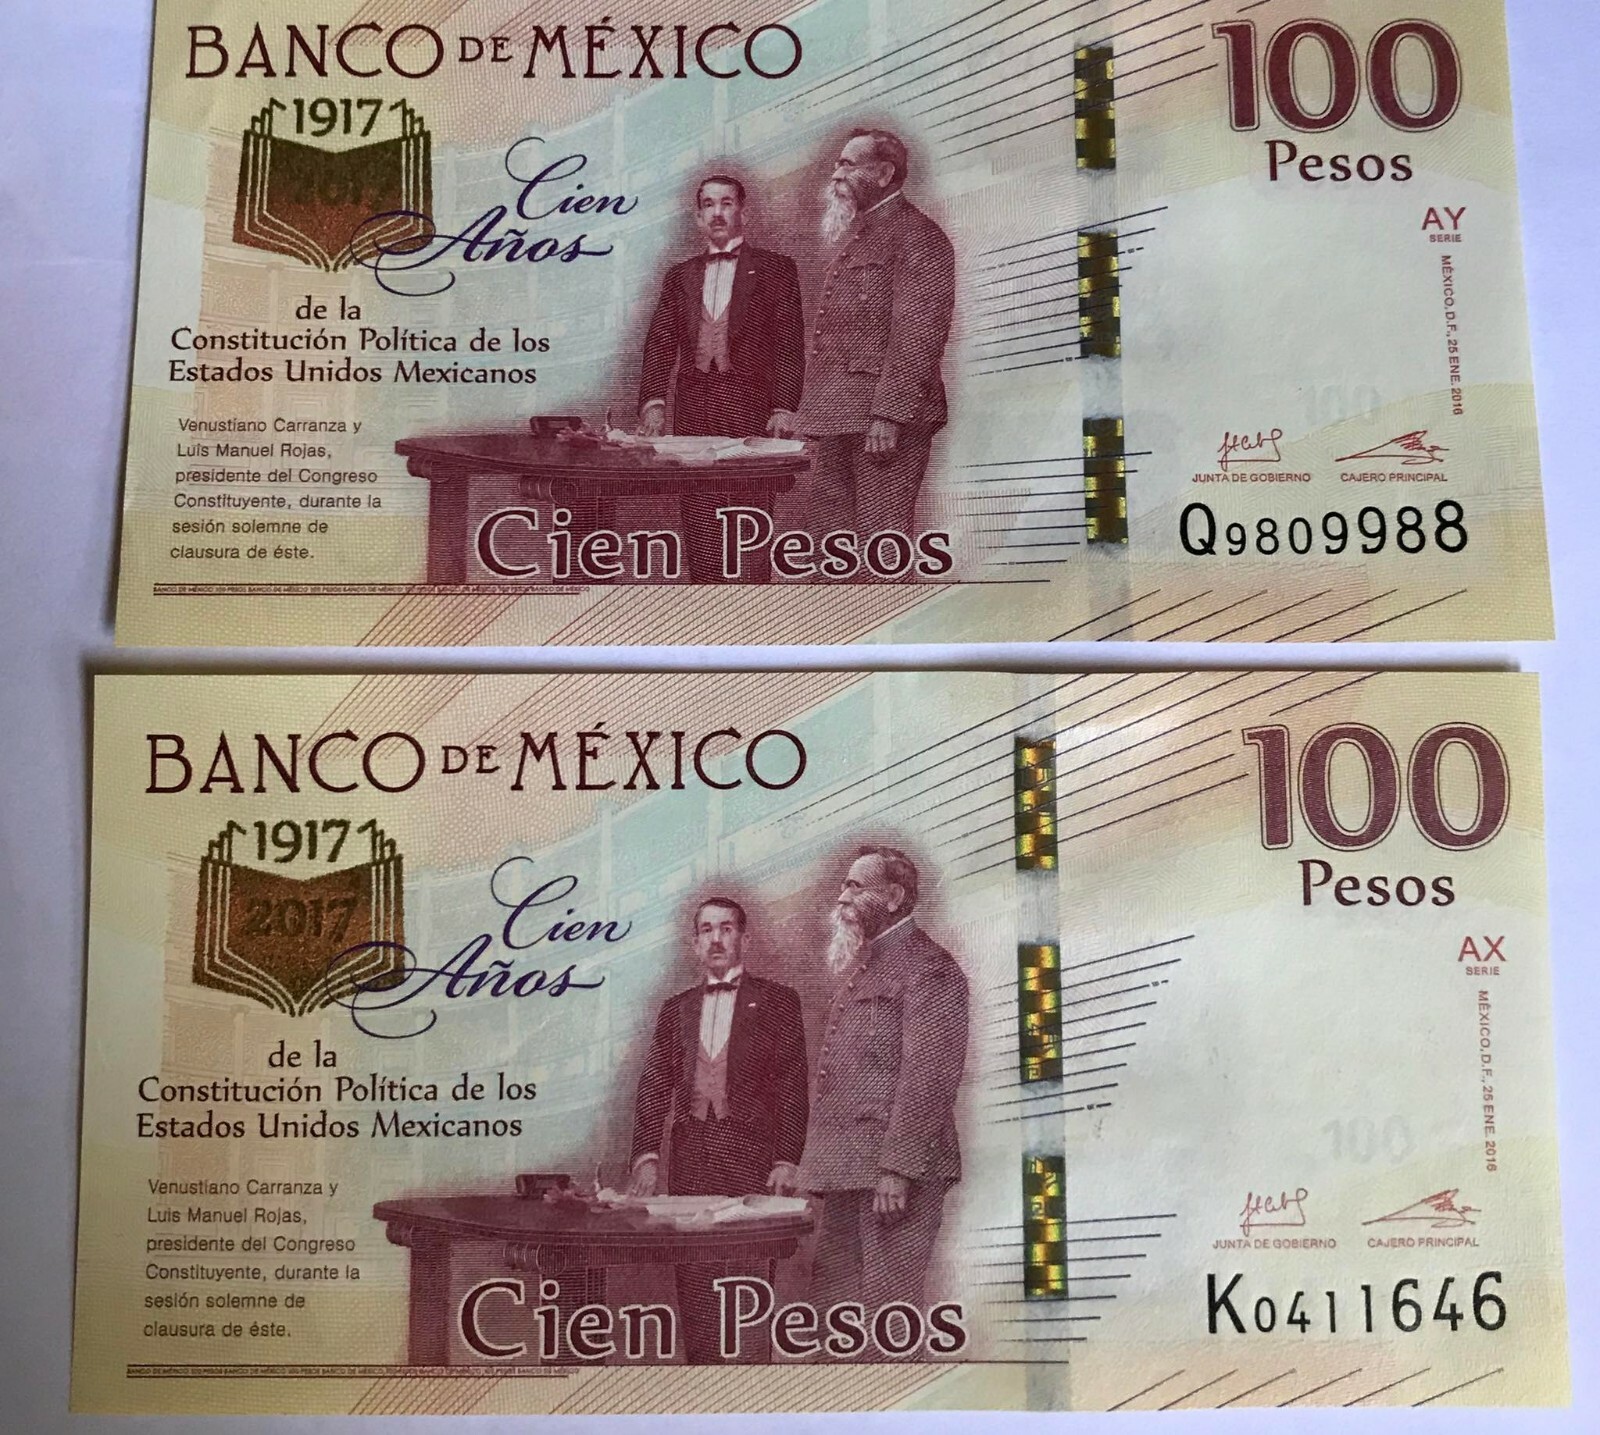 BANCO DE MÉXICO
100
Pesos
1917
2017
Cien
Años
de la
Constitución Política de los
Estados Unidos Mexicanos
AY
SERIE
MÉXICO, D.F., 25 ENE. 2016
Venustiano Carranza y
Luis Manuel Rojas,
presidente del Congreso
Constituyente, durante la
sesión solemne de
clausura de éste.
100
JUNTA DE GOBIERNO CAJERO PRINCIPAL
Cien Pesos
Q9809988
BANCO DE MÉXICO
100
Pesos
1917
2017
Cien
Años
de la
Constitución Política de los
Estados Unidos Mexicanos
AX
SERIE
MÉXICO, D.F., 25 ENE. 2016
Venustiano Carranza y
Luis Manuel Rojas,
presidente del Congreso
Constituyente, durante la
sesión solemne de
clausura de éste.
100
JUNTA DE GOBIERNO CAJERO PRINCIPAL
Cien Pesos
K0411646